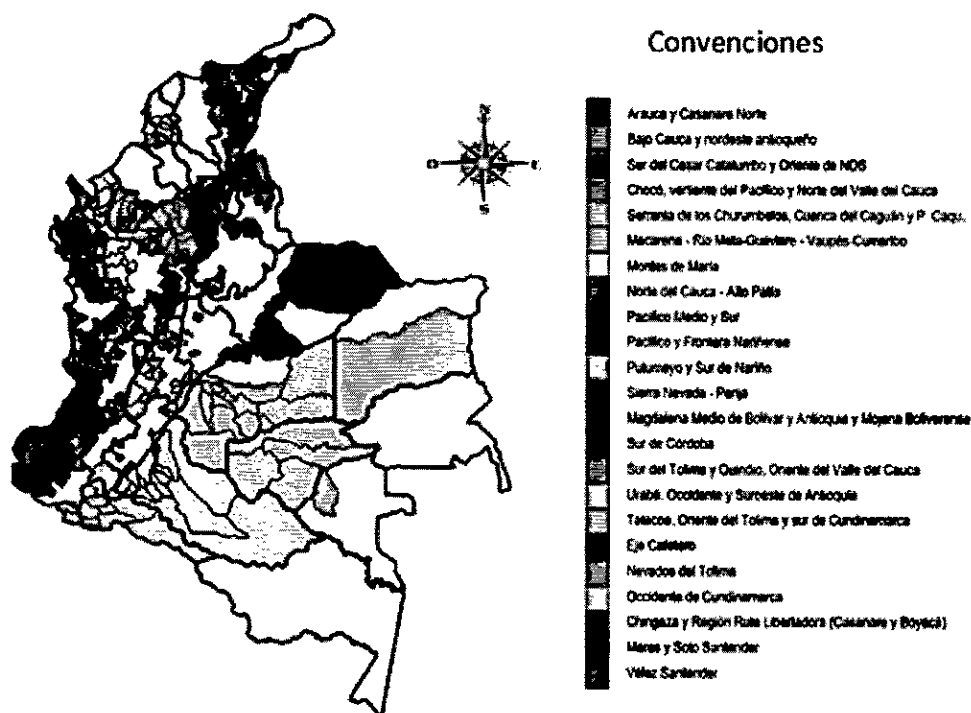 Convenciones
N
O
E
S
Arauca y Casanare Norte
Bajo Cauca y nordeste antioqueño
Sur del Cesar Catatumbo y Oriente de NDS
Chocó, vertiente del Pacífico y Norte del Valle del Cauca
Serranía de los Churumbelos, Cuenca del Caguán y P. Caqu.
Macarena - Río Meta-Guaviare - Vaupés-Cumaribo
Montes de María
Norte del Cauca - Alto Patía
Pacífico Medio y Sur
Pacífico y Frontera Nariñense
Putumayo y Sur de Nariño
Sierra Nevada - Perijá
Magdalena Medio de Bolívar y Antioquia y Mojana Bolivarense
Sur de Córdoba
Sur del Tolima y Quindío, Oriente del Valle del Cauca
Urabá, Occidente y Suroeste de Antioquia
Tatacoa, Oriente del Tolima y sur de Cundinamarca
Eje Cafetero
Nevados del Tolima
Occidente de Cundinamarca
Chingaza y Región Ruta Libertadora (Casanare y Boyacá)
Mares y Soto Santander
Vélez Santander